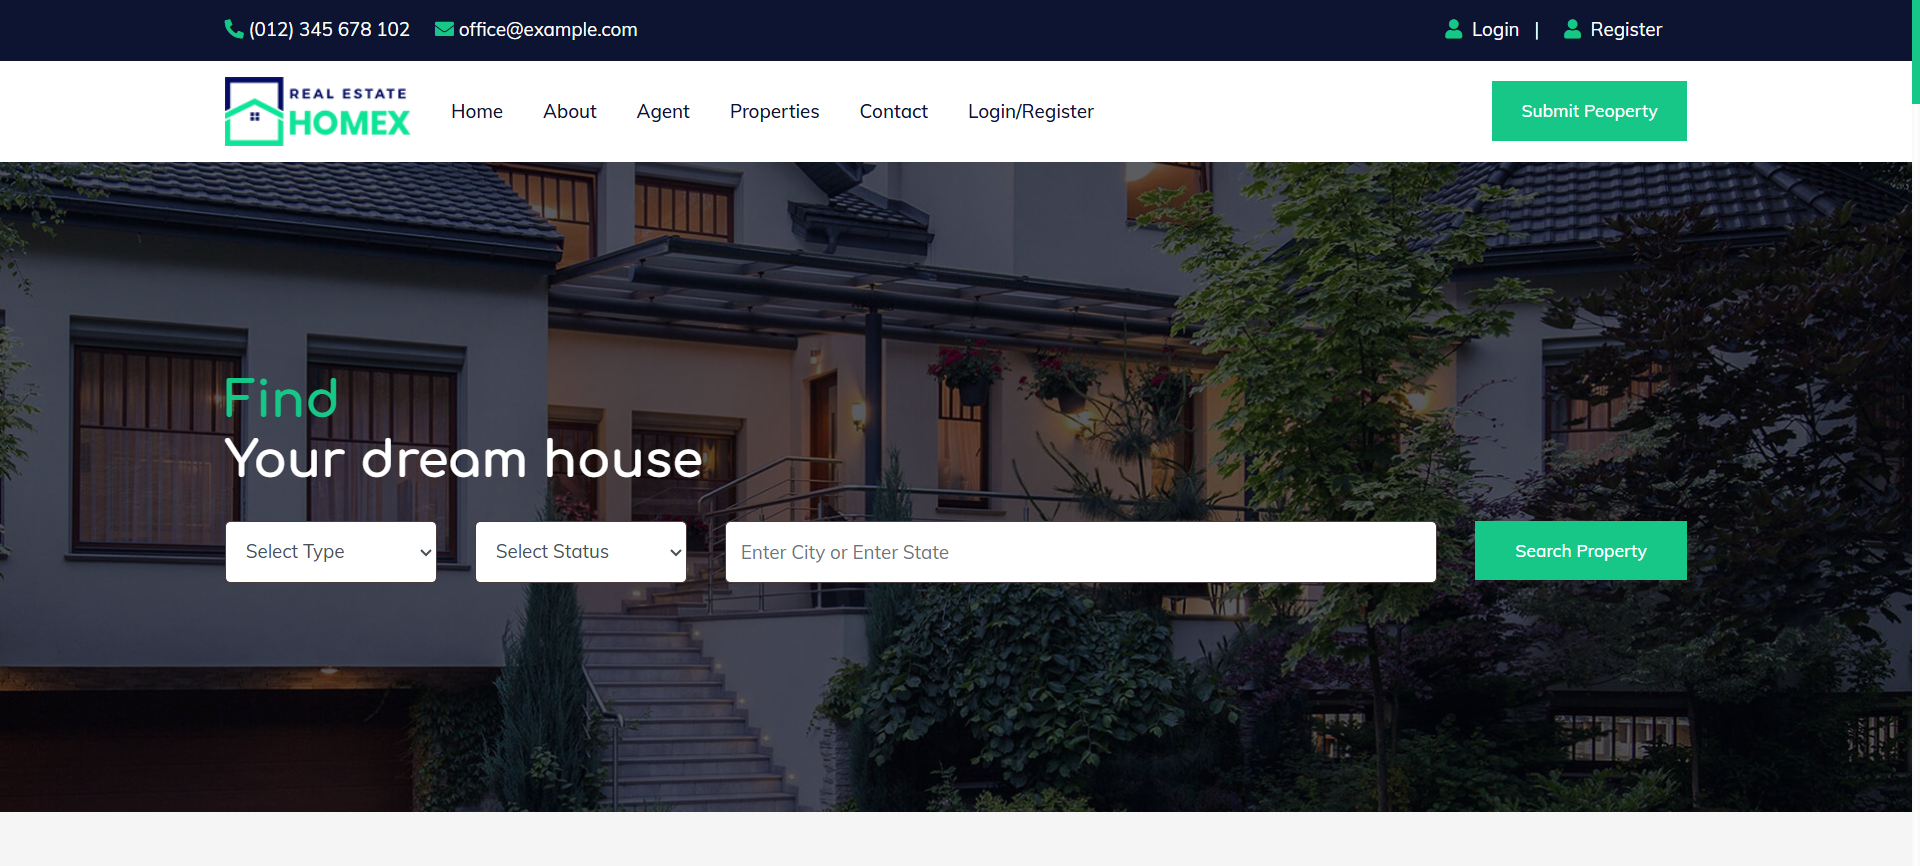 (012) 345 678 102 office@example.com Login | Register
REAL ESTATE
HOMEX
Home About Agent Properties Contact Login/Register Submit Peoperty
Find
Your dream house
Select Type Select Status Enter City or Enter State Search Property